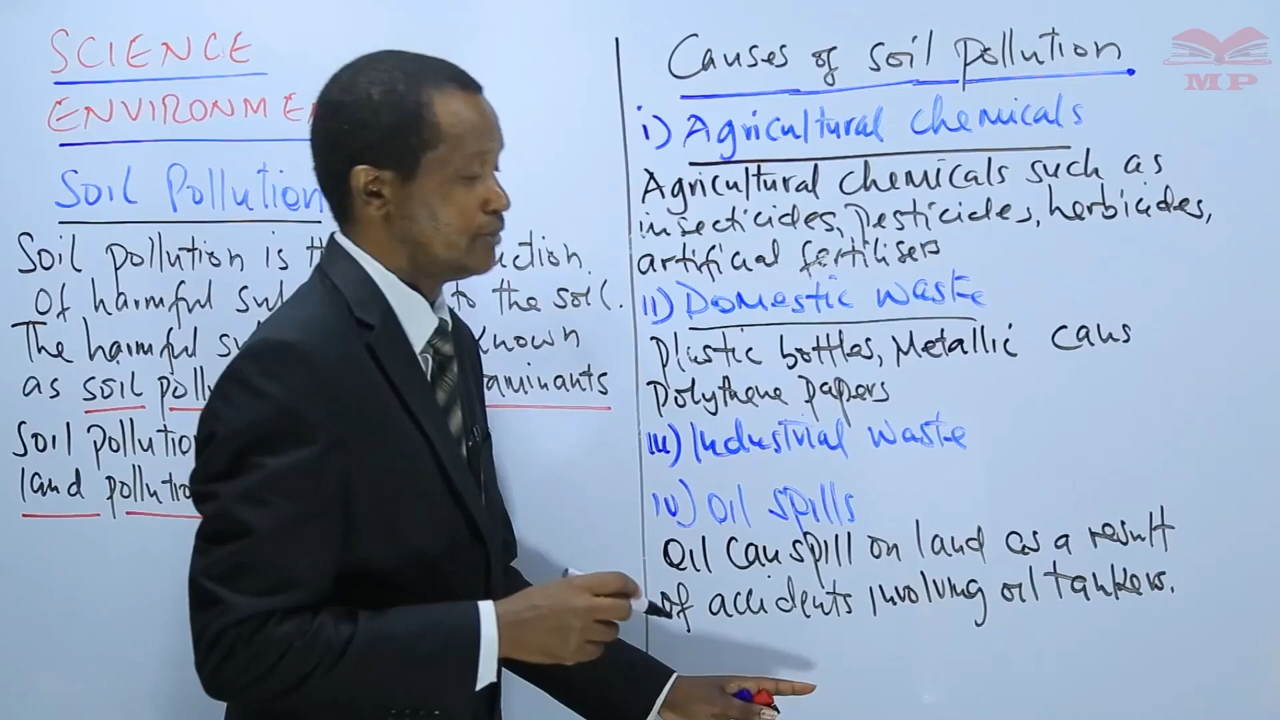 SCIENCE
ENVIRONME
Soil Pollution
Soil pollution is t uction
Of harmful su to the soil.
The harmful su known
as soil poll aminants
Soil pollution
land pollutio
Causes of soil pollution
i) Agricultural chemicals
Agricultural chemicals such as
insecticides, pesticides, herbicides,
artificial fertilisers
ii) Domestic waste
Plastic bottles, Metallic cans
Polythene papers
iii) Industrial waste
iv) Oil spills
Oil can spill on land as a result
of accidents involving oil tankers.
MP